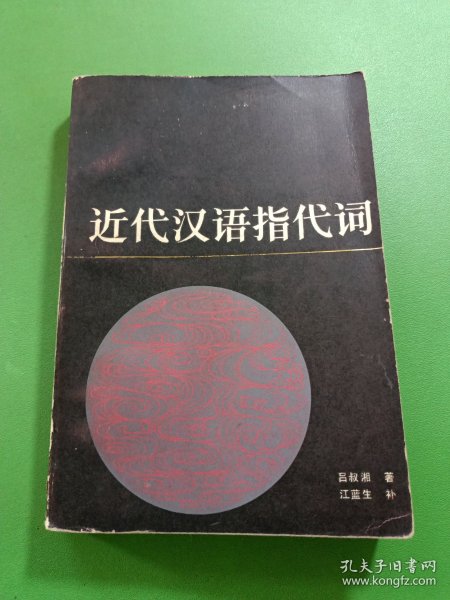 近代汉语指代词
吕叔湘 著
江蓝生 补
孔夫子旧书网
www.kongfz.com